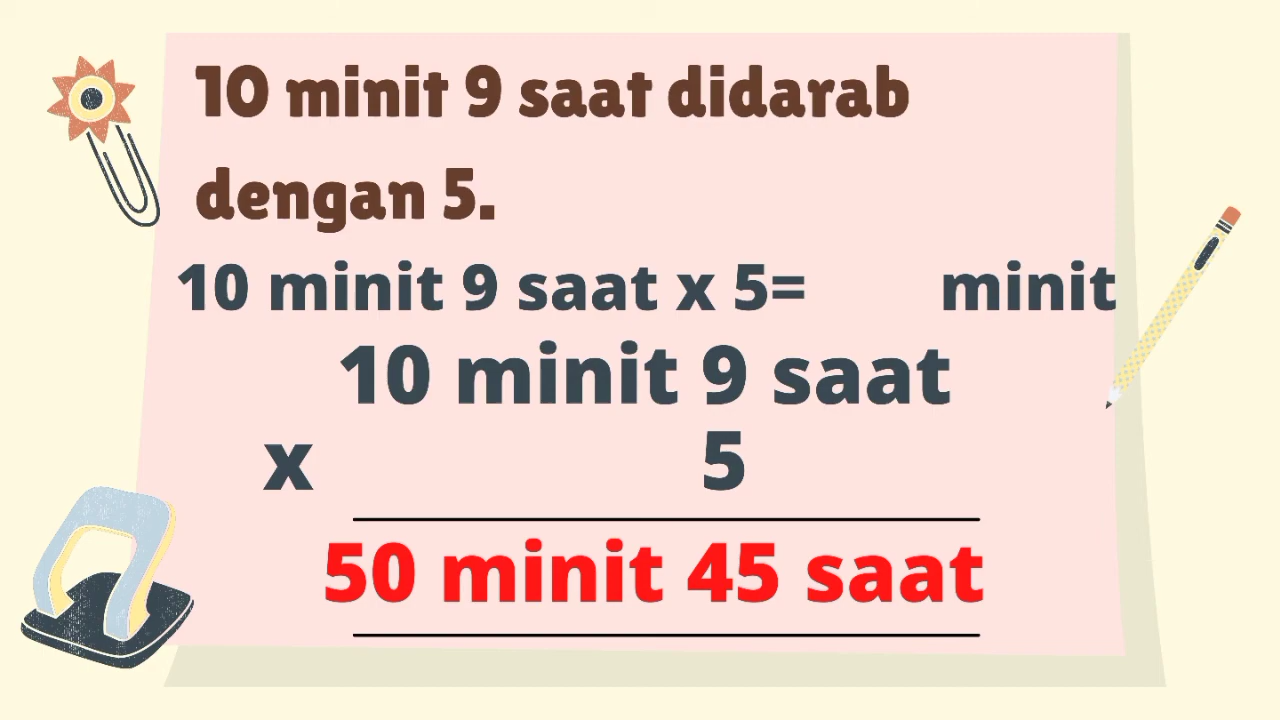 10 minit 9 saat didarab
dengan 5.
10 minit 9 saat x 5= minit
10 minit 9 saat
x 5
50 minit 45 saat